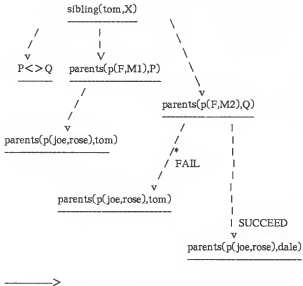 sibling(tom,X)
P<>Q parents(p(F,M1),P)
parents(p(F,M2),Q)
parents(p(joe,rose),tom)
*
FAIL
parents(p(joe,rose),tom)
SUCCEED
parents(p(joe,rose),dale)